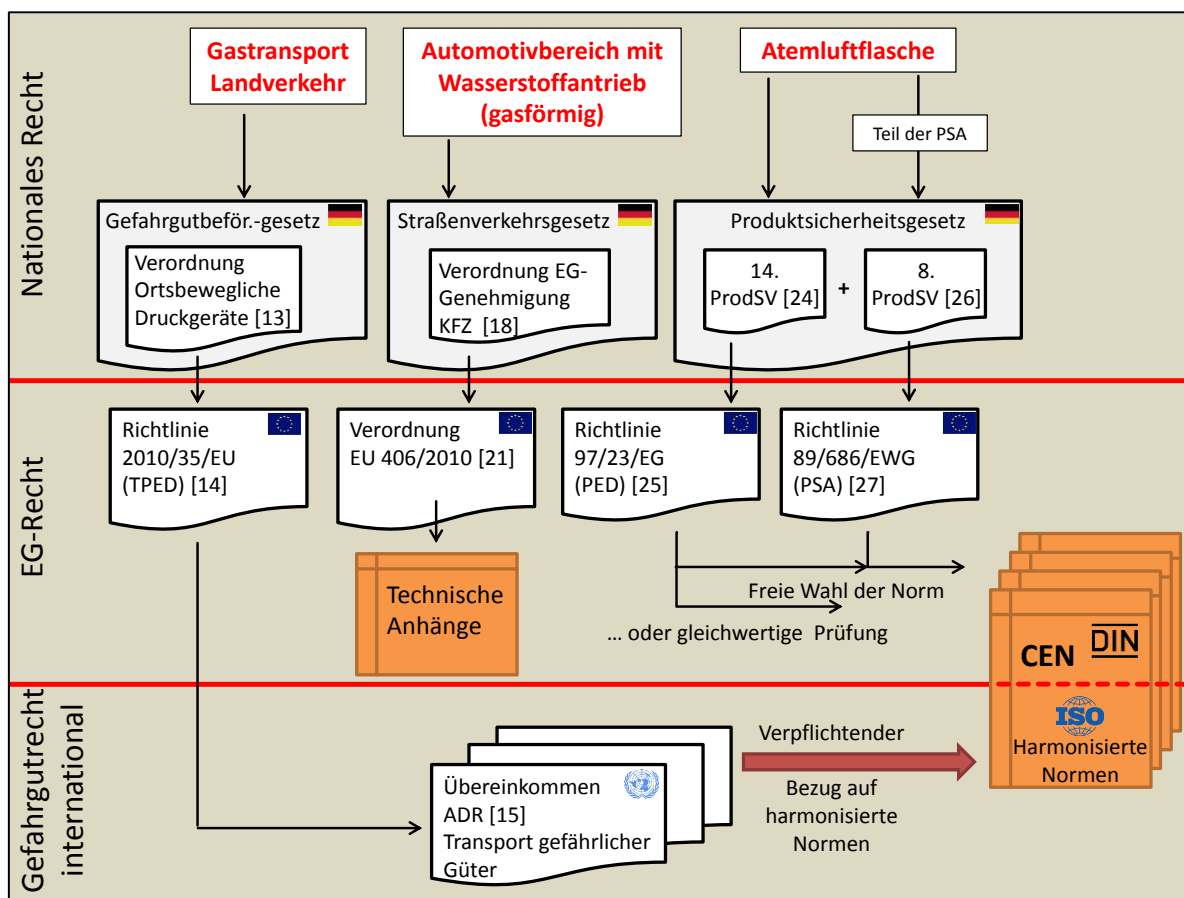 Nationales Recht
Gastransport
Landverkehr
Automotivbereich mit
Wasserstoffantrieb
(gasförmig)
Atemluftflasche
Teil der PSA
Gefahrgutbeför.-gesetz
Verordnung
Ortsbewegliche
Druckgeräte [13]
Straßenverkehrsgesetz
Verordnung EG-
Genehmigung
KFZ [18]
Produktsicherheitsgesetz
14.
ProdSV [24]
+
8.
ProdSV [26]
EG-Recht
Richtlinie
2010/35/EU
(TPED) [14]
Verordnung
EU 406/2010 [21]
Richtlinie
97/23/EG
(PED) [25]
Richtlinie
89/686/EWG
(PSA) [27]
Technische
Anhänge
Freie Wahl der Norm
... oder gleichwertige Prüfung
CEN
DIN
ISO
Harmonisierte
Normen
Gefahrgutrecht
international
Übereinkommen
ADR [15]
Transport gefährlicher
Güter
Verpflichtender
Bezug auf
harmonisierte
Normen